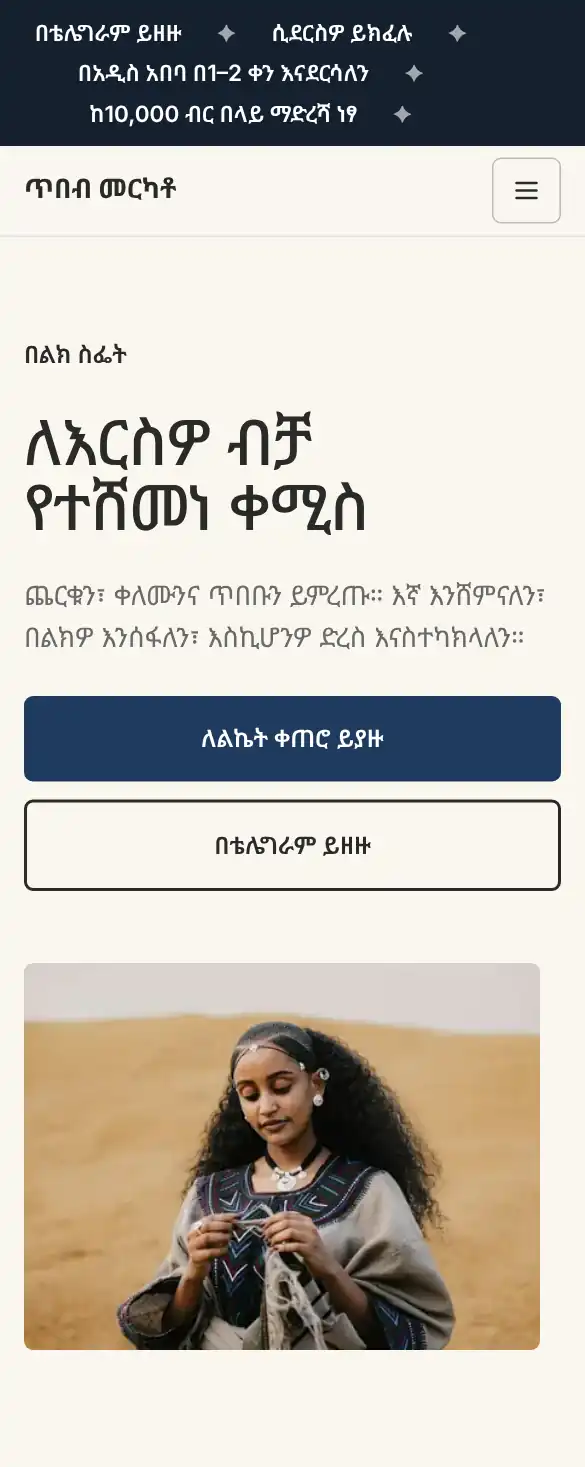 በቴሌግራም ይዘዙ ✦ ሲደርስዎ ይክፈሉ ✦
በአዲስ አበባ በ1–2 ቀን እናደርሳለን ✦
ከ10,000 ብር በላይ ማድረሻ ነፃ ✦
ጥበብ መርካቶ
በልክ ስፌት
ለእርስዎ ብቻ
የተሸመነ ቀሚስ
ጨርቁን፣ ቀለሙንና ጥበቡን ይምረጡ። እኛ እንሸምናለን፣
በልክዎ እንሰፋለን፣ እስኪሆንዎ ድረስ እናስተካክላለን።
ለልኬት ቀጠሮ ይያዙ
በቴሌግራም ይዘዙ